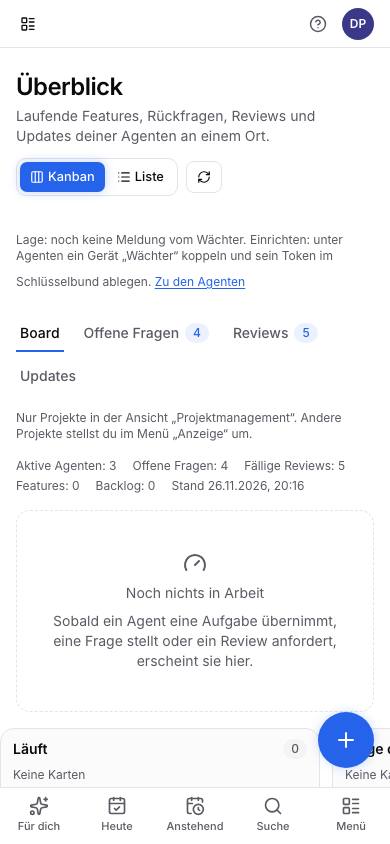 DP
Überblick
Laufende Features, Rückfragen, Reviews und
Updates deiner Agenten an einem Ort.
Kanban Liste
Lage: noch keine Meldung vom Wächter. Einrichten: unter
Agenten ein Gerät „Wächter“ koppeln und sein Token im
Schlüsselbund ablegen. Zu den Agenten
Board Offene Fragen 4 Reviews 5
Updates
Nur Projekte in der Ansicht „Projektmanagement“. Andere
Projekte stellst du im Menü „Anzeige“ um.
Aktive Agenten: 3 Offene Fragen: 4 Fällige Reviews: 5
Features: 0 Backlog: 0 Stand 26.11.2026, 20:16
Noch nichts in Arbeit
Sobald ein Agent eine Aufgabe übernimmt,
eine Frage stellt oder ein Review anfordert,
erscheint sie hier.
Läuft 0
Keine Karten Keine
Für dich Heute Anstehend Suche Menü